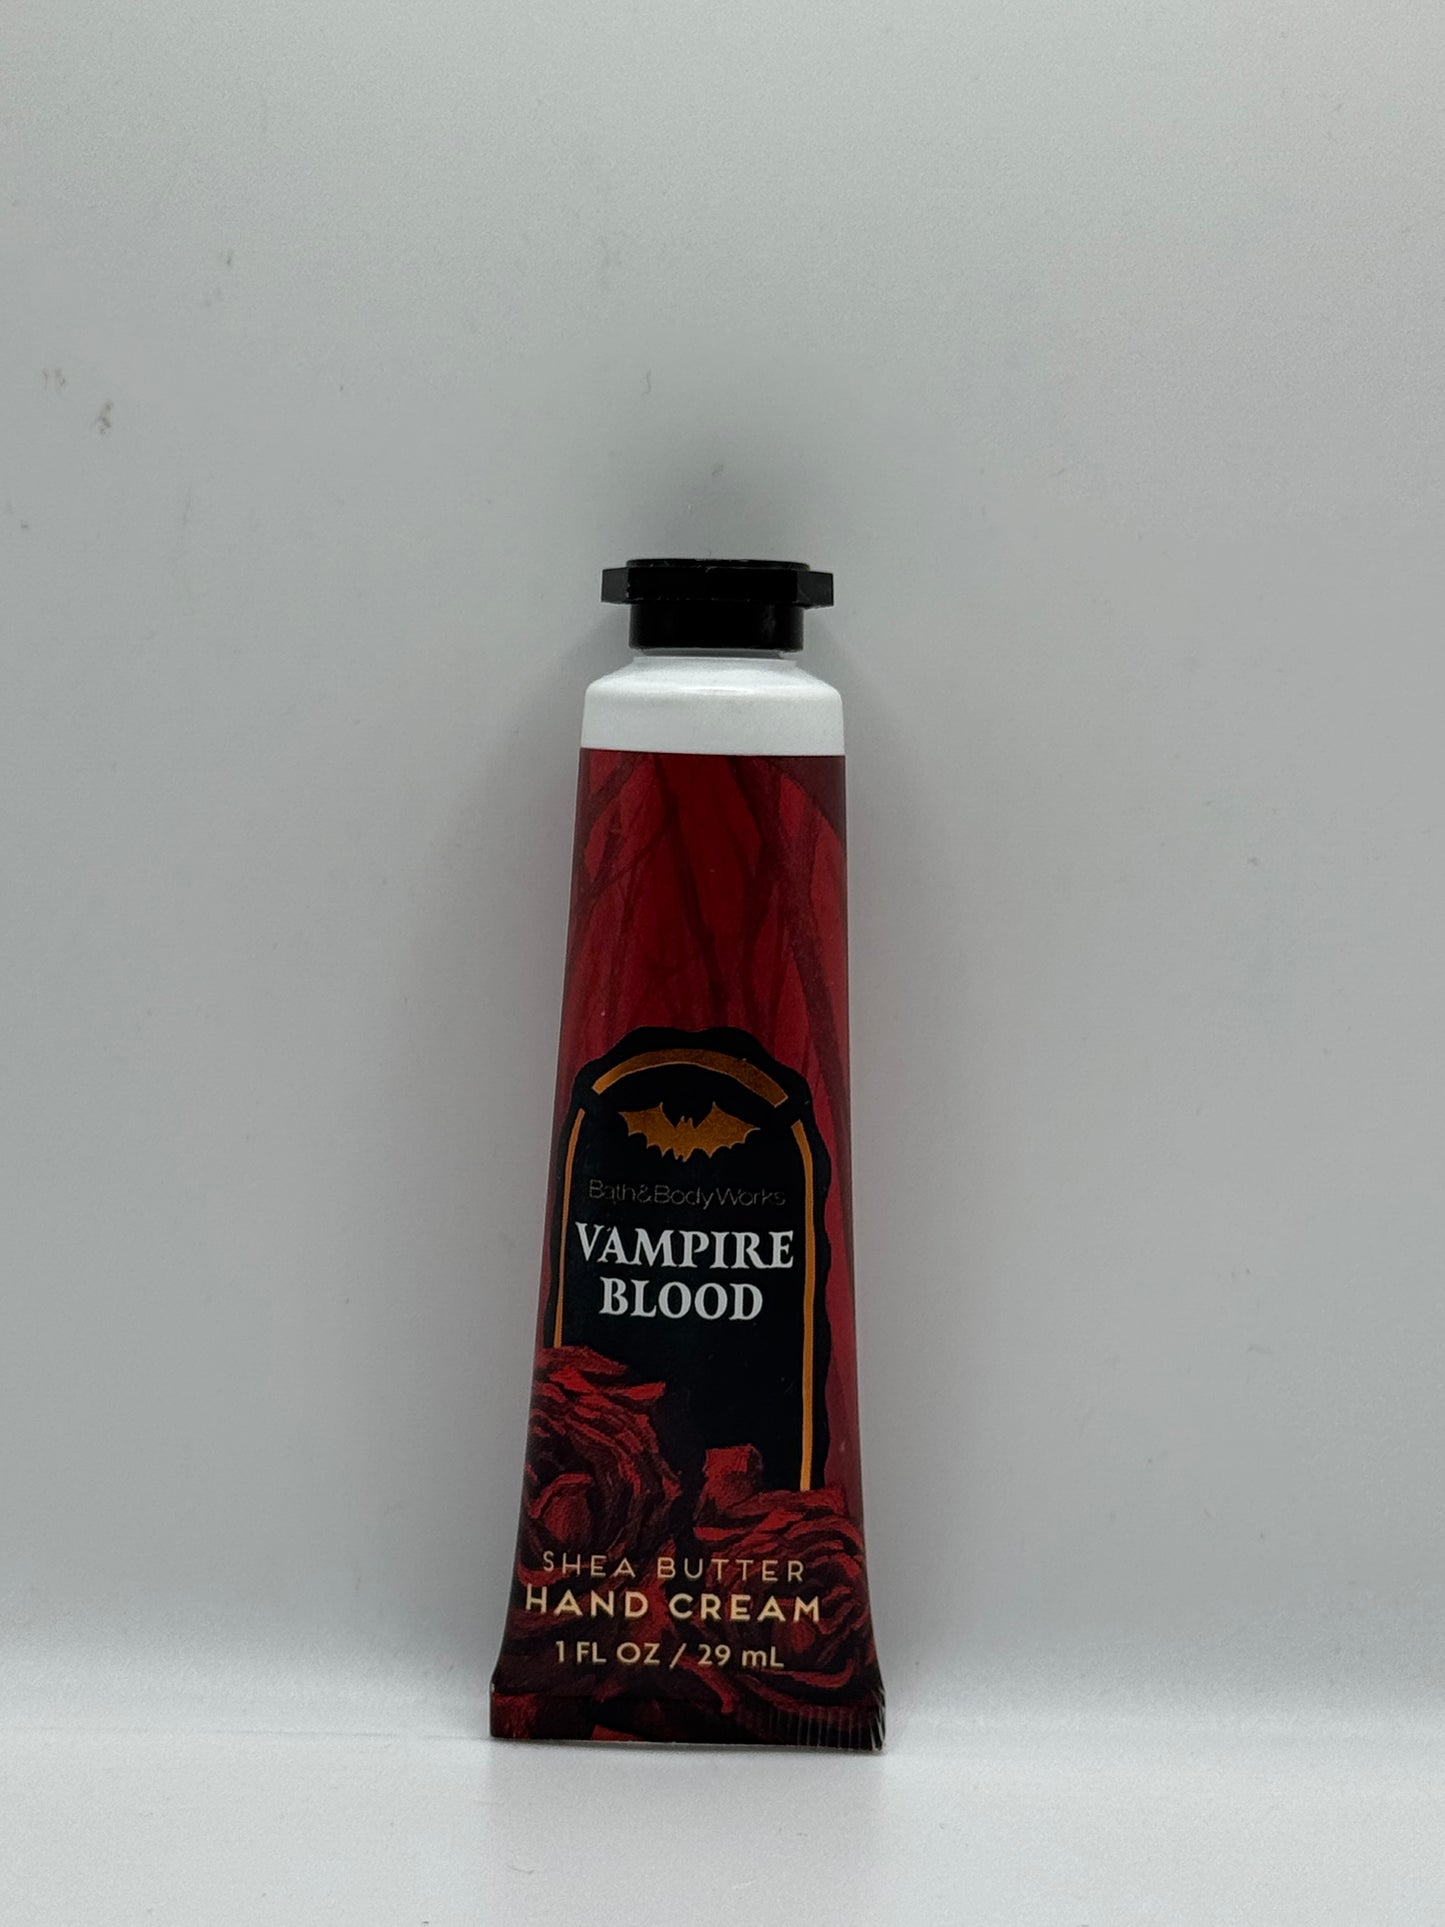 Bath&BodyWorks
VAMPIRE
BLOOD
SHEA BUTTER
HAND CREAM
1 FL OZ / 29 mL